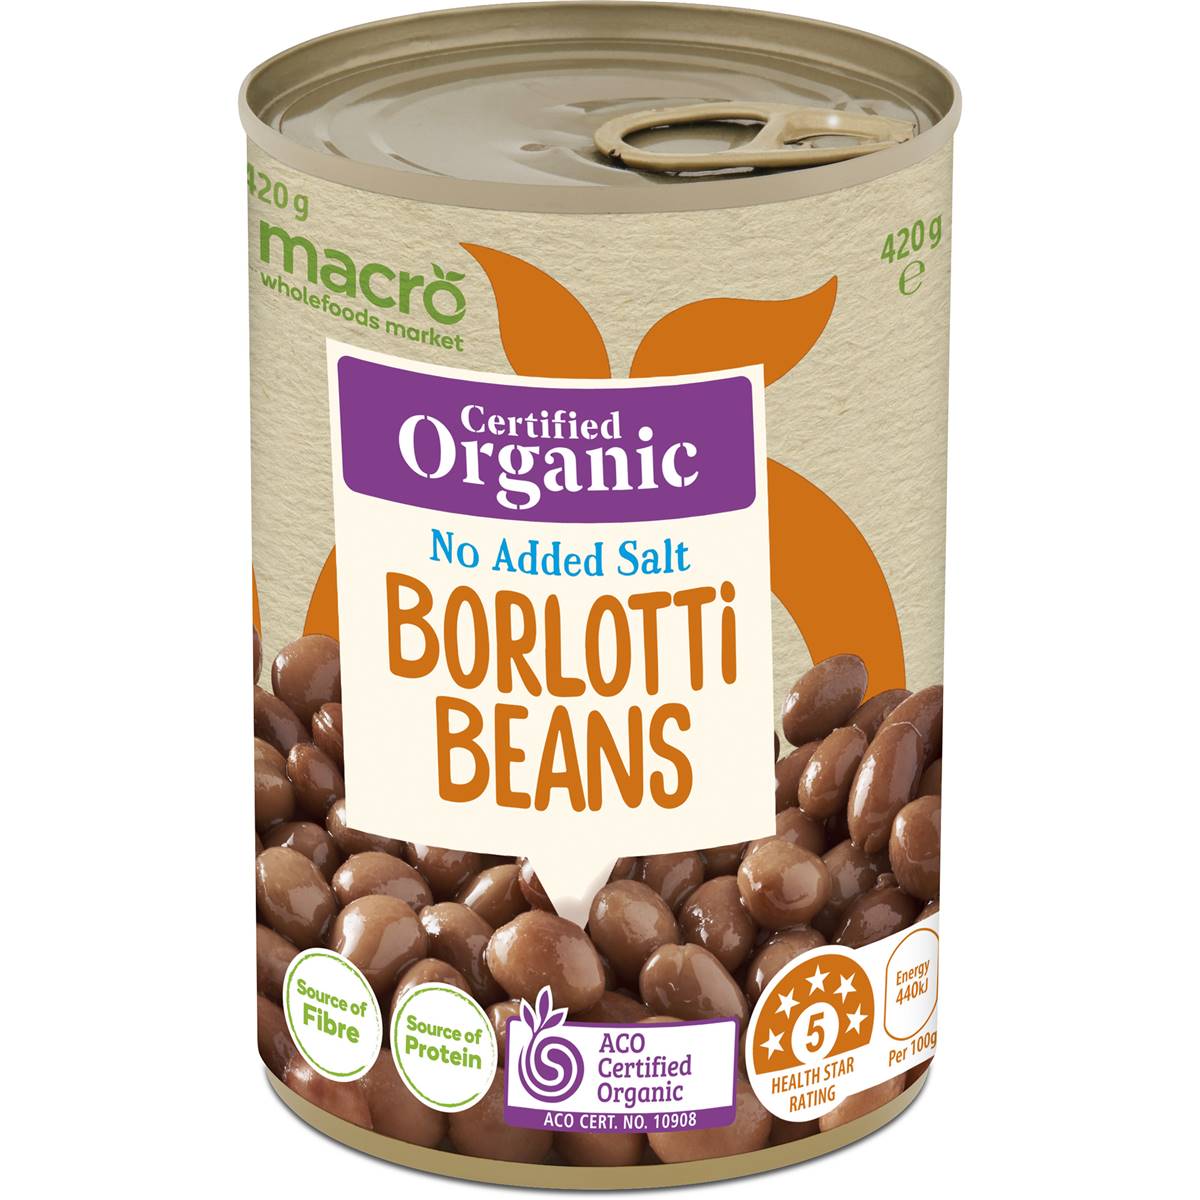 420 g
macro
wholefoods market
420 g
e
Certified
Organic
No Added Salt
BORLOTTi
BEANS
Source of
Fibre
Source of
Protein
ACO
Certified
Organic
ACO CERT. NO. 10908
5
HEALTH STAR
RATING
Energy
440kJ
Per 100g